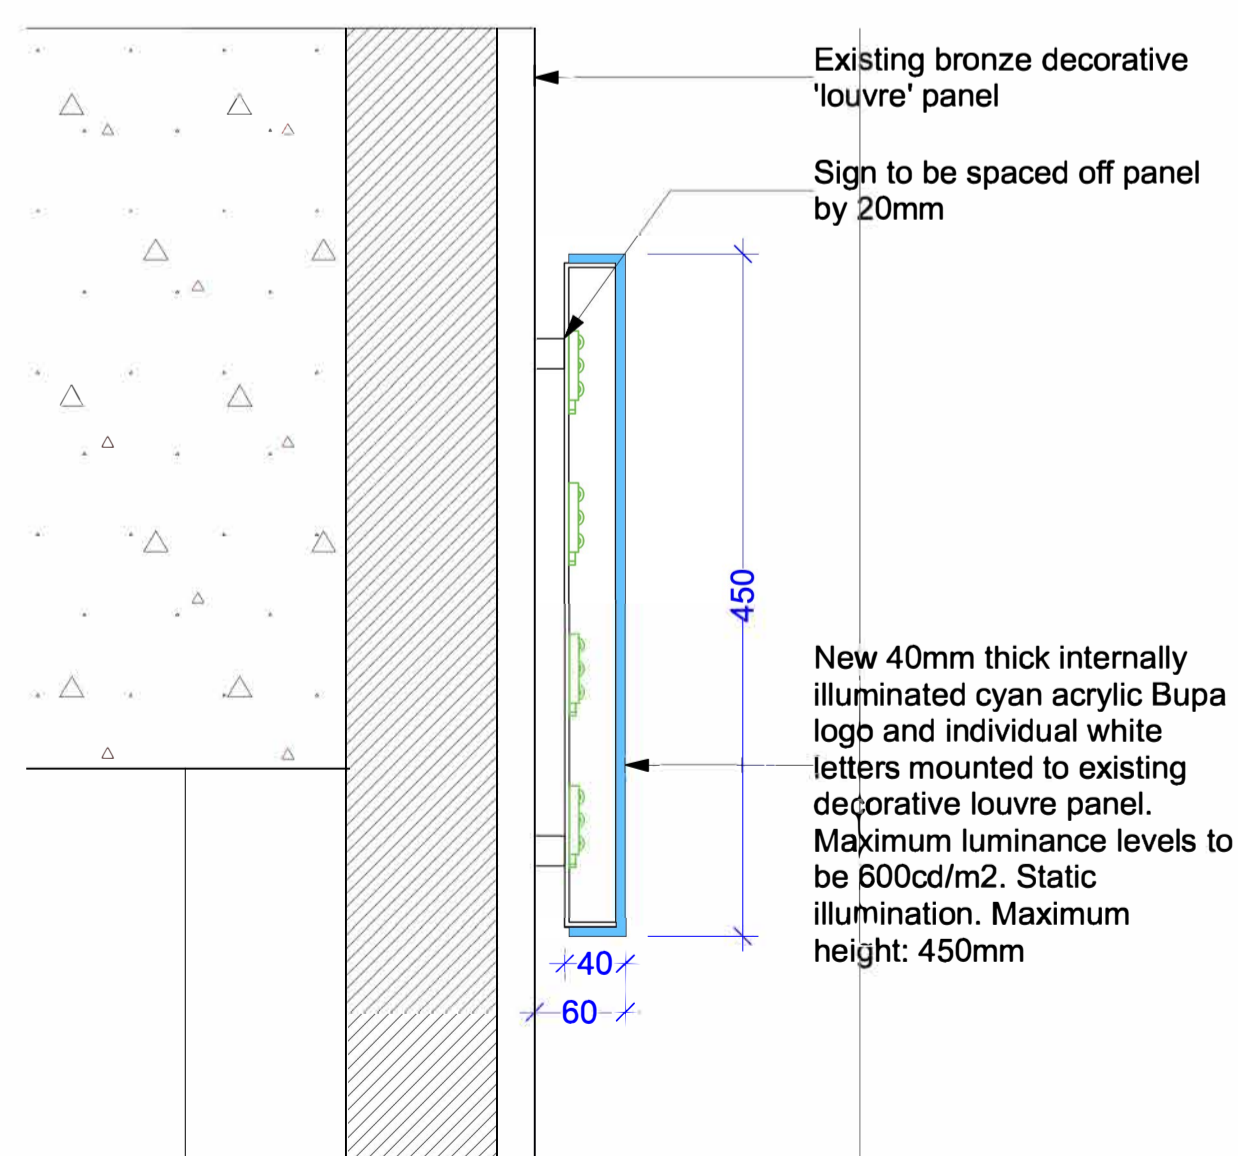 Existing bronze decorative
'louvre' panel
Sign to be spaced off panel
by 20mm
450
New 40mm thick internally
illuminated cyan acrylic Bupa
logo and individual white
letters mounted to existing
decorative louvre panel.
Maximum luminance levels to
be 600cd/m2. Static
illumination. Maximum
height: 450mm
40
60